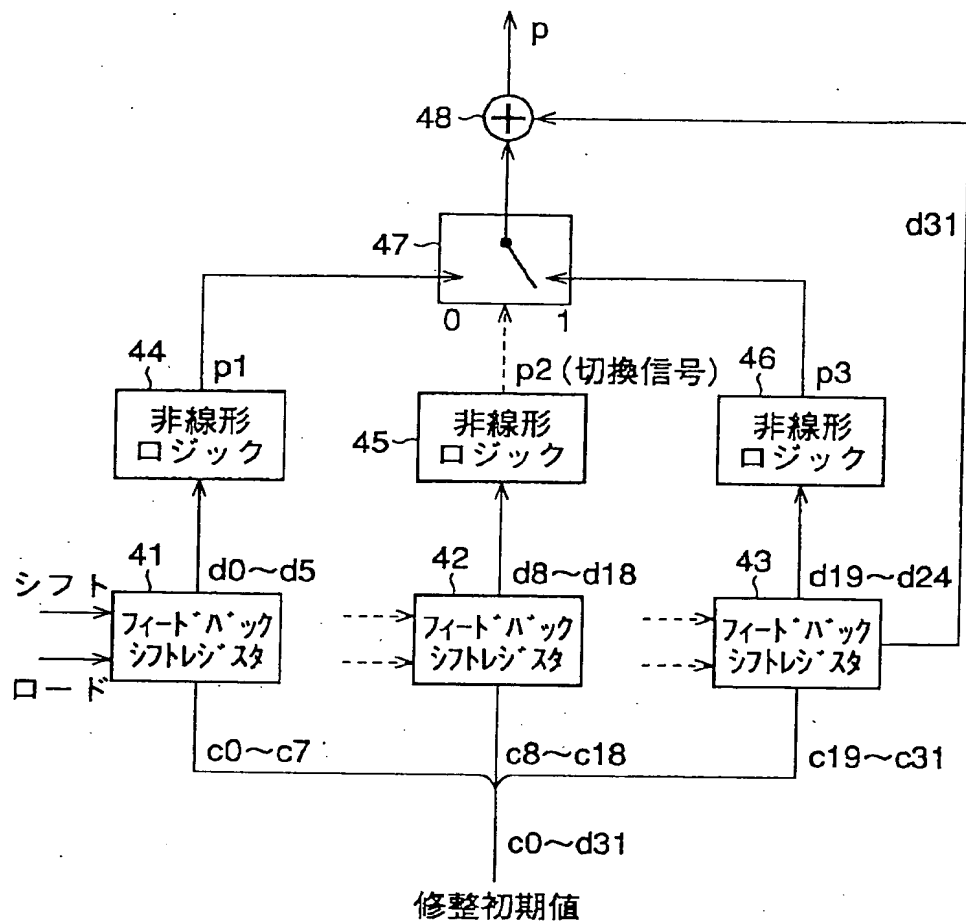 p
48
d31
47
0
1
44
p1
p2(切換信号)
46
p3
非線形
ロジック
45
非線形
ロジック
非線形
ロジック
41
d0～d5
42
d8～d18
43
d19～d24
シフト
ロード
フィードバック
シフトレジスタ
フィードバック
シフトレジスタ
フィードバック
シフトレジスタ
c0～c7
c8～c18
c19～c31
c0～d31
修整初期値